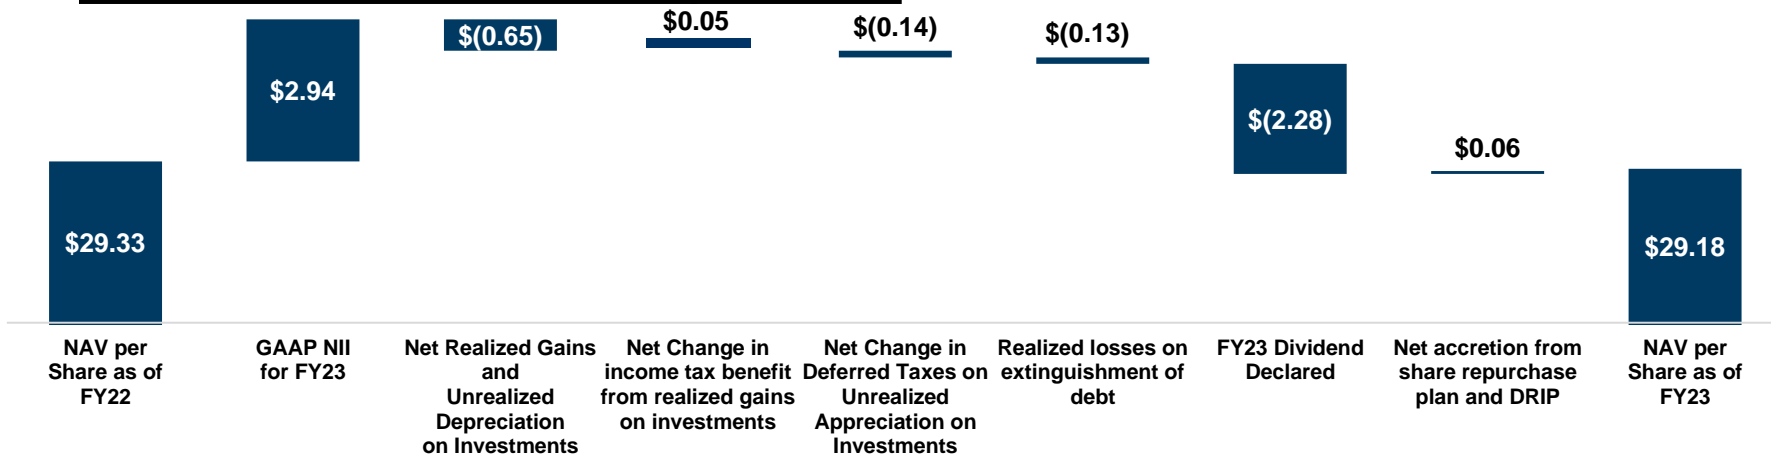 $29.33
$2.94
$(0.65)
$0.05
$(0.14)
$(0.13)
$(2.28)
$0.06
$29.18
NAV per
Share as of
FY22
GAAP NII
for FY23
Net Realized Gains
and
Unrealized
Depreciation
on Investments
Net Change in
income tax benefit
from realized gains
on investments
Net Change in
Deferred Taxes on
Unrealized
Appreciation on
Investments
Realized losses on
extinguishment of
debt
FY23 Dividend
Declared
Net accretion from
share repurchase
plan and DRIP
NAV per
Share as of
FY23